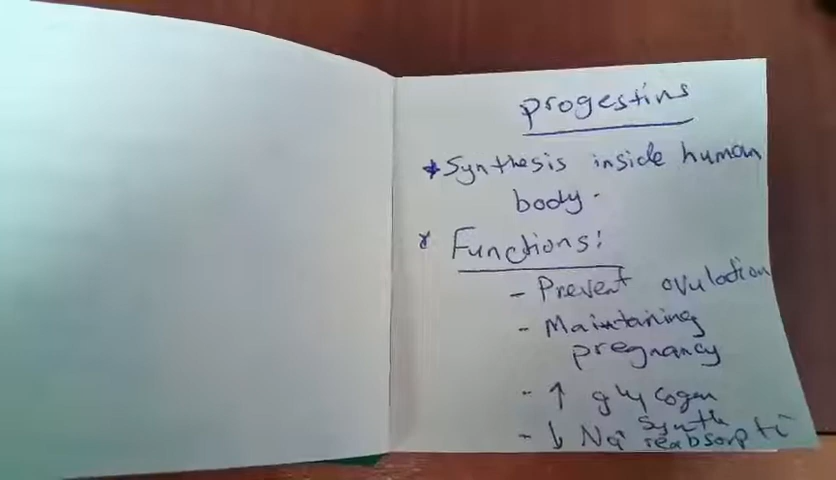 progestins
* Synthesis inside human
body.
* Functions:
- Prevent ovulation
- Maintaining
pregnancy
- ↑ glycogen
synth
- ↓ Na+ reabsorpti